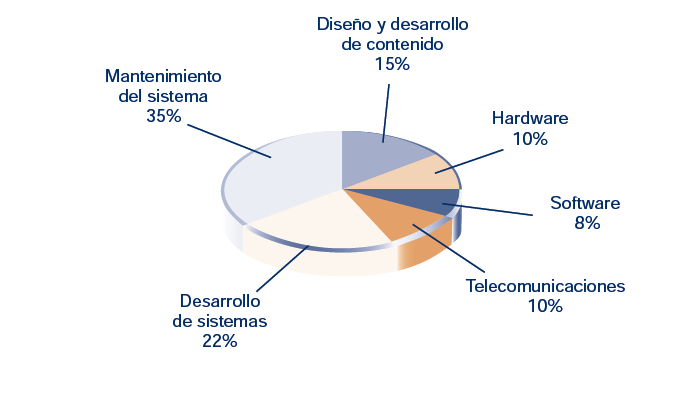 Diseño y desarrollo
de contenido
15%
Mantenimiento
del sistema
35%
Hardware
10%
Software
8%
Telecomunicaciones
10%
Desarrollo
de sistemas
22%